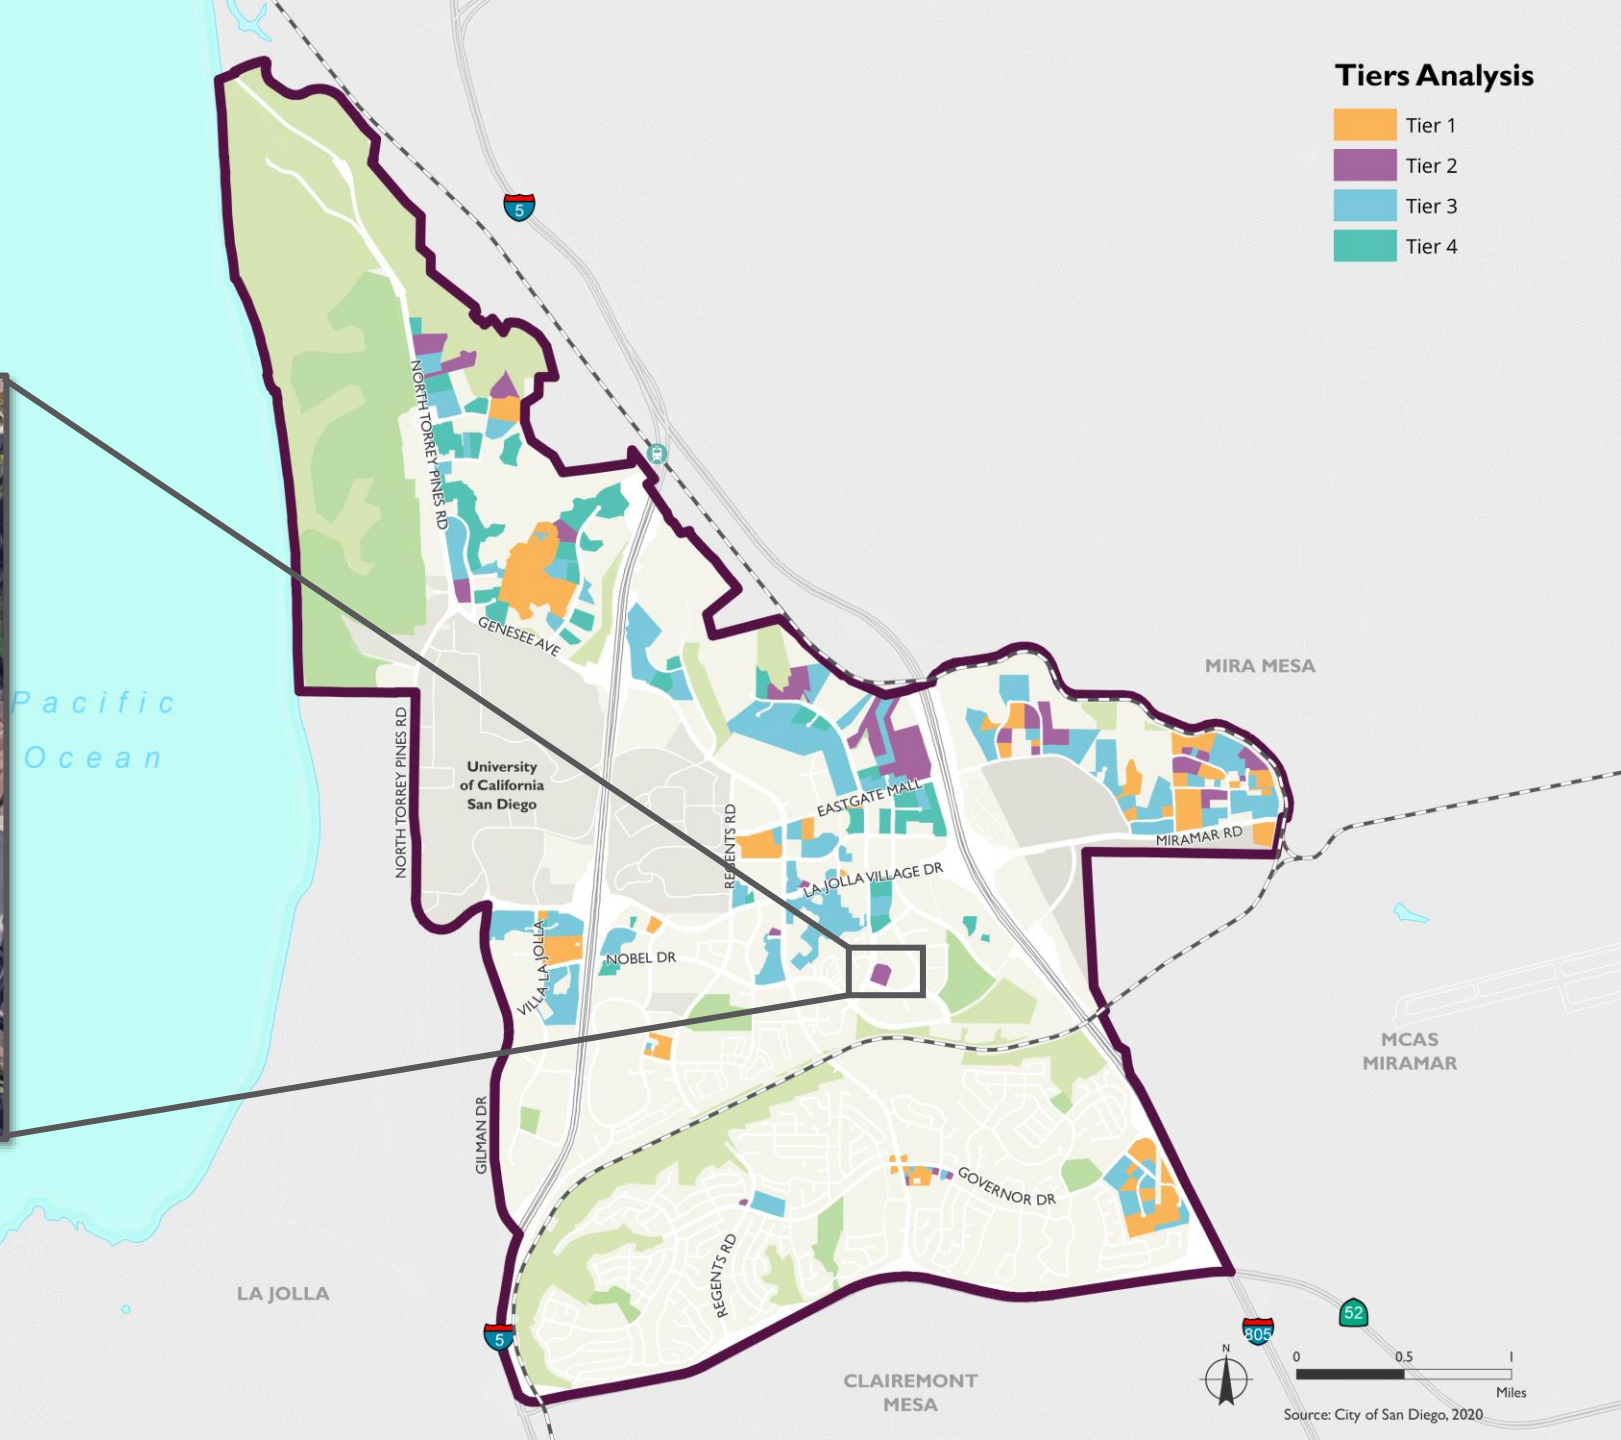 Tiers Analysis
Tier 1
Tier 2
Tier 3
Tier 4
5
NORTH TORREY PINES RD
GENESEE AVE
MIRA MESA
Pacific
Ocean
NORTH TORREY PINES RD
University
of California
San Diego
EASTGATE MALL
REGENTS RD
MIRAMAR RD
LA JOLLA VILLAGE DR
VILLA LA JOLLA
NOBEL DR
MCAS
MIRAMAR
GILMAN DR
GOVERNOR DR
REGENTS RD
LA JOLLA
5
805
52
CLAIREMONT
MESA
N
0 0.5 1
Miles
Source: City of San Diego, 2020